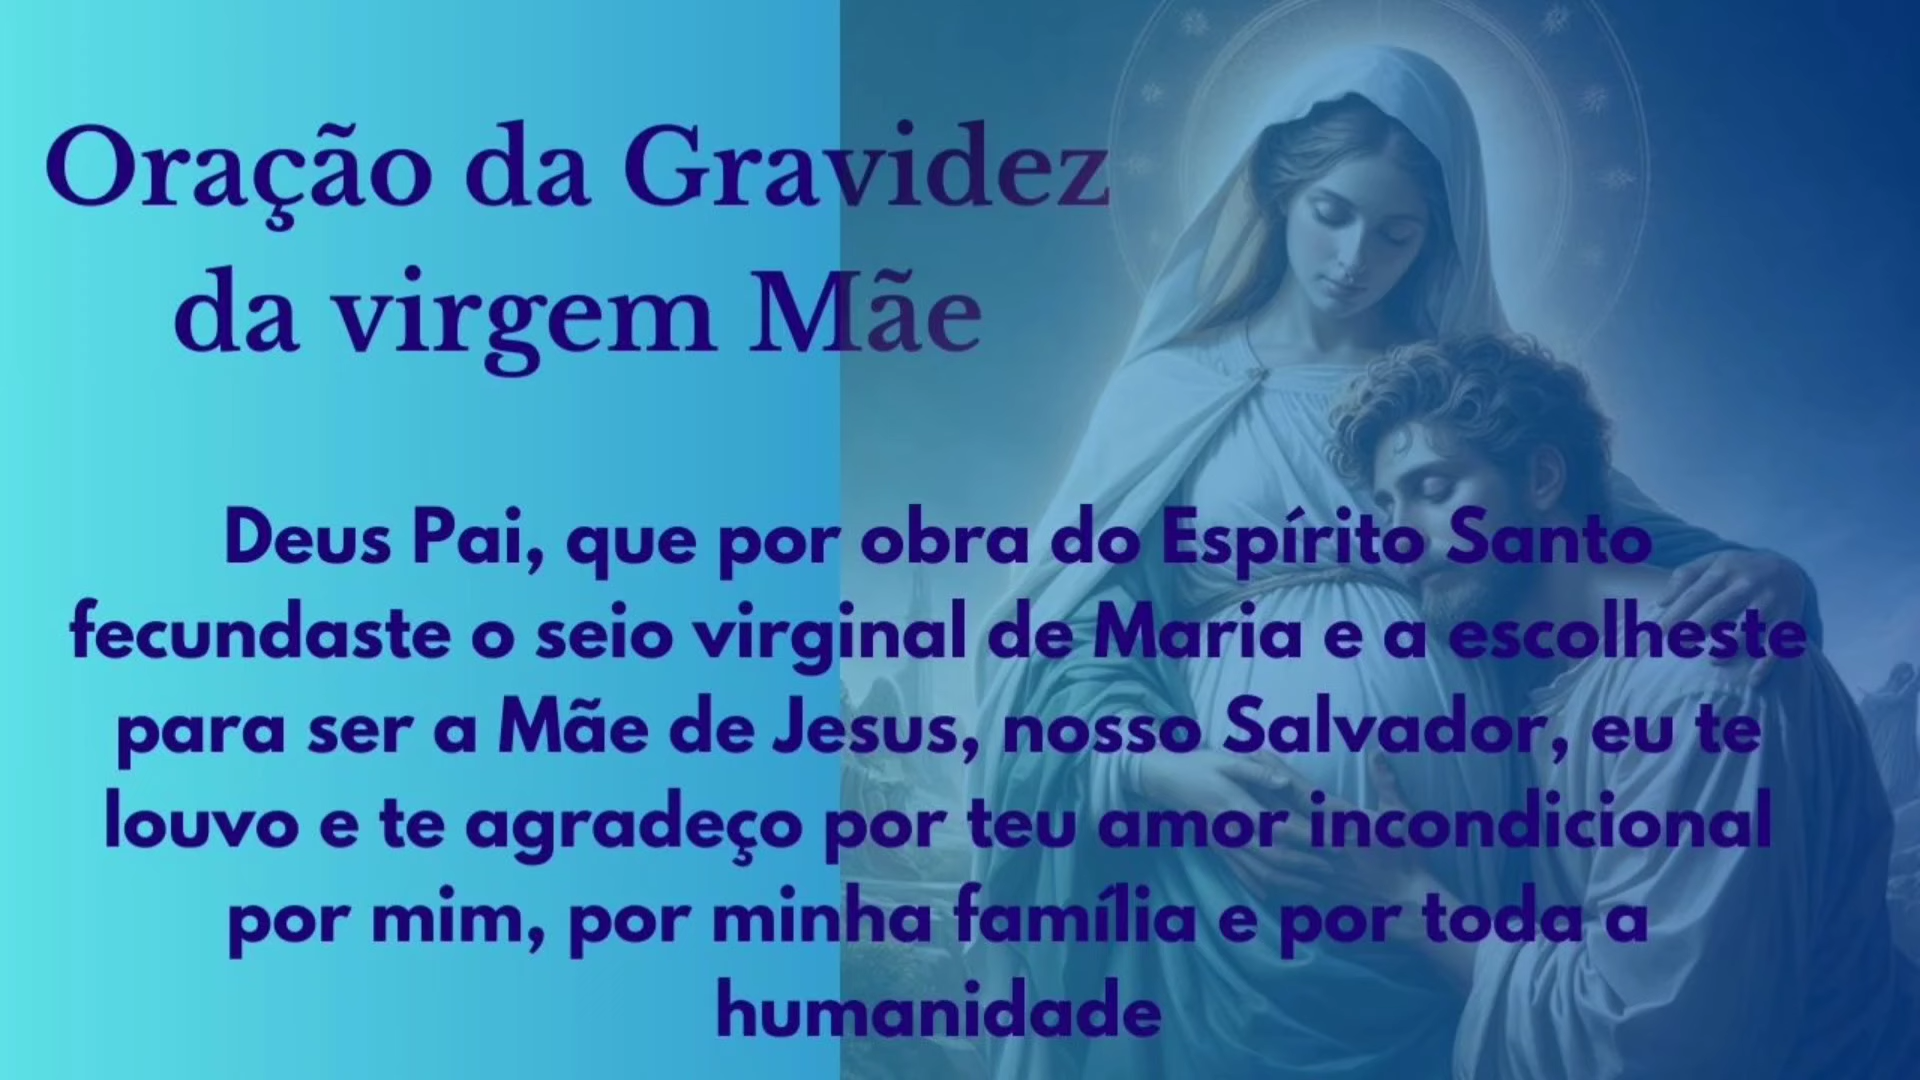 Oração da Gravidez
da virgem Mãe
Deus Pai, que por obra do Espírito Santo
fecundaste o seio virginal de Maria e a escolheste
para ser a Mãe de Jesus, nosso Salvador, eu te
louvo e te agradeço por teu amor incondicional
por mim, por minha família e por toda a
humanidade